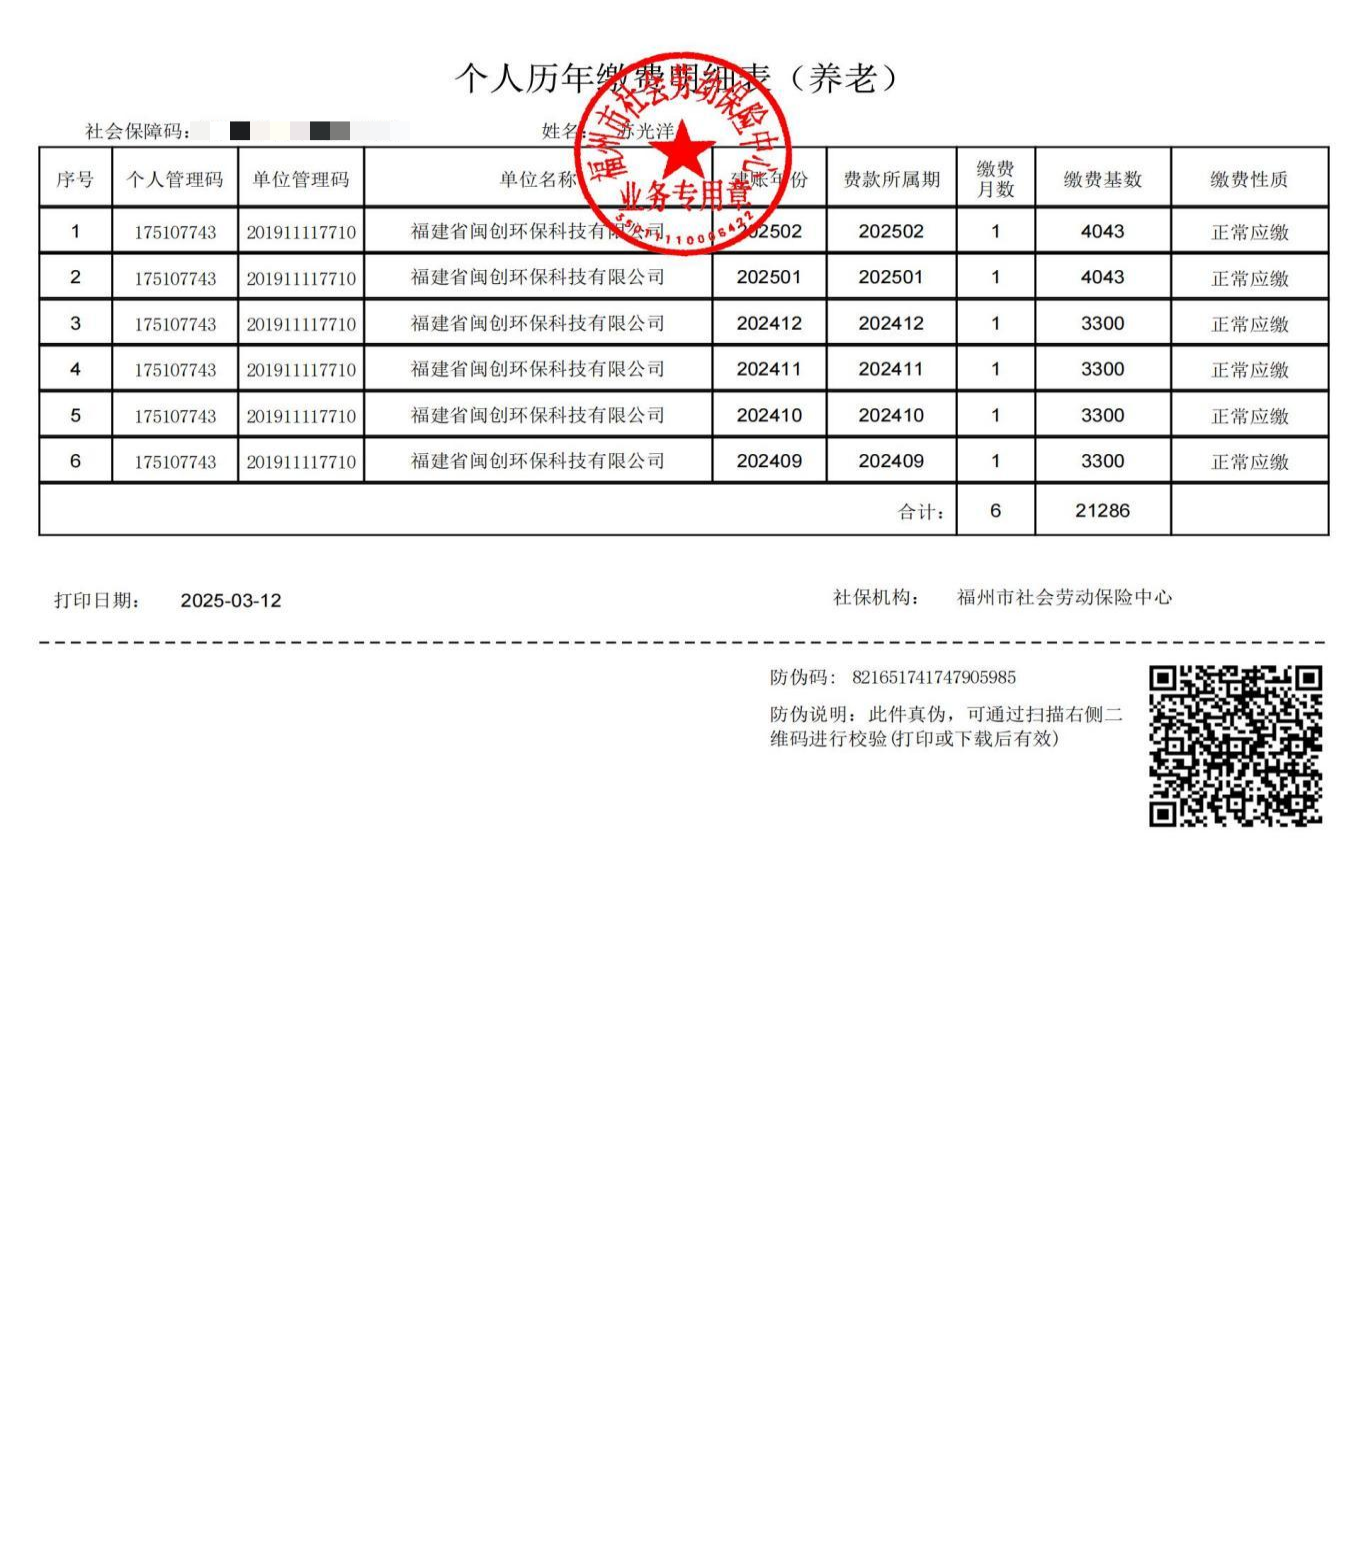 个人历年缴费明细表（养老）
社会保障码： 姓名： 苏光洋
序号 个人管理码 单位管理码 单位名称 建账年份 费款所属期 缴费月数 缴费基数 缴费性质
1 175107743 201911117710 福建省闽创环保科技有限公司 202502 202502 1 4043 正常应缴
2 175107743 201911117710 福建省闽创环保科技有限公司 202501 202501 1 4043 正常应缴
3 175107743 201911117710 福建省闽创环保科技有限公司 202412 202412 1 3300 正常应缴
4 175107743 201911117710 福建省闽创环保科技有限公司 202411 202411 1 3300 正常应缴
5 175107743 201911117710 福建省闽创环保科技有限公司 202410 202410 1 3300 正常应缴
6 175107743 201911117710 福建省闽创环保科技有限公司 202409 202409 1 3300 正常应缴
合计： 6 21286
福州市社会劳动保险中心
业务专用章
打印日期： 2025-03-12 社保机构： 福州市社会劳动保险中心
防伪码： 821651741747905985
防伪说明：此件真伪，可通过扫描右侧二
维码进行校验(打印或下载后有效)